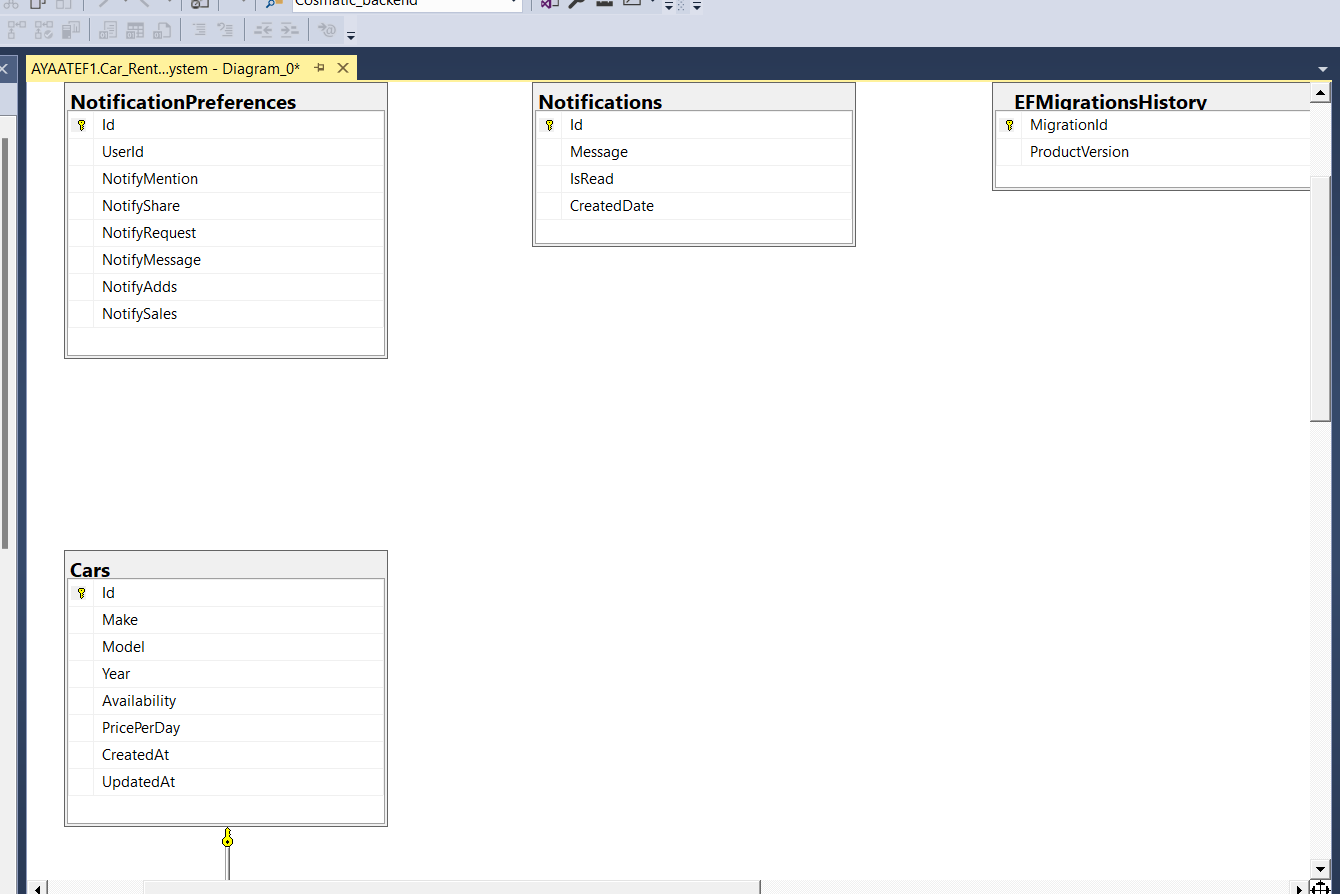 Cosmatic_backend
AYAATEF1.Car_Rent...ystem - Diagram_0*
NotificationPreferences
Id
UserId
NotifyMention
NotifyShare
NotifyRequest
NotifyMessage
NotifyAdds
NotifySales
Notifications
Id
Message
IsRead
CreatedDate
EFMigrationsHistory
MigrationId
ProductVersion
Cars
Id
Make
Model
Year
Availability
PricePerDay
CreatedAt
UpdatedAt